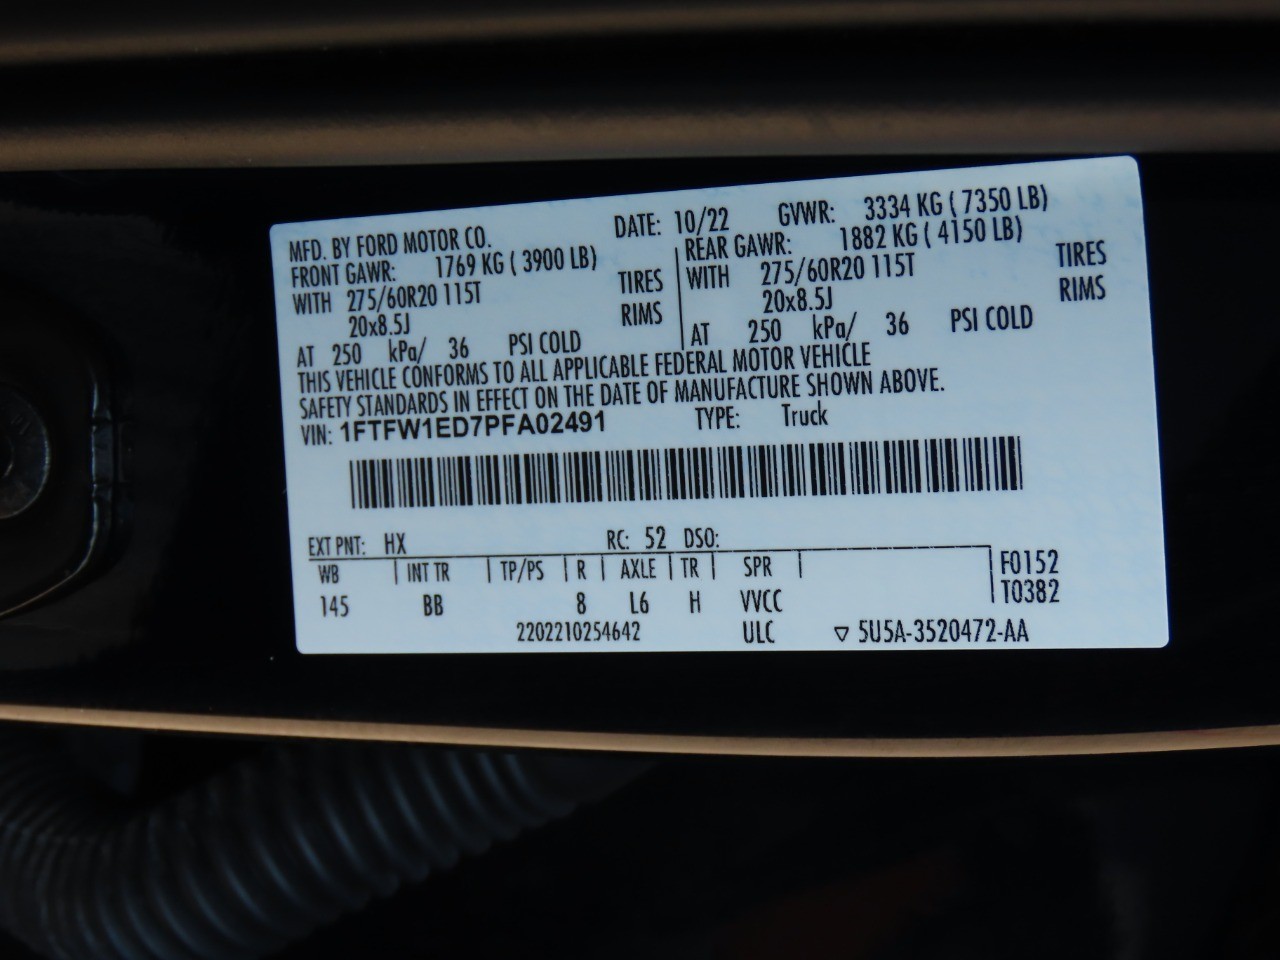 MFD. BY FORD MOTOR CO. DATE: 10/22 GVWR: 3334 KG ( 7350 LB)
FRONT GAWR: 1769 KG ( 3900 LB) REAR GAWR: 1882 KG ( 4150 LB)
WITH 275/60R20 115T TIRES WITH 275/60R20 115T TIRES
20x8.5J RIMS 20x8.5J RIMS
AT 250 kPa/ 36 PSI COLD AT 250 kPa/ 36 PSI COLD
THIS VEHICLE CONFORMS TO ALL APPLICABLE FEDERAL MOTOR VEHICLE
SAFETY STANDARDS IN EFFECT ON THE DATE OF MANUFACTURE SHOWN ABOVE.
VIN: 1FTFW1ED7PFA02491 TYPE: Truck
EXT PNT: HX RC: 52 DSO:
WB INT TR TP/PS R AXLE TR SPR F0152
145 BB 8 L6 H VVCC T0382
2202210254642 ULC ▽ 5U5A-3520472-AA